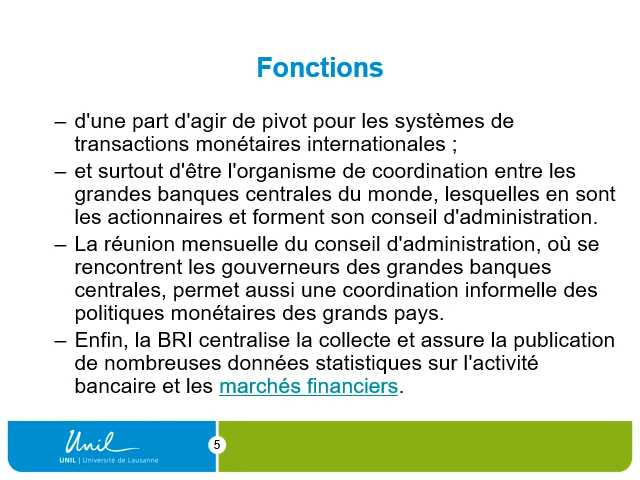 Fonctions
– d'une part d'agir de pivot pour les systèmes de
transactions monétaires internationales ;
– et surtout d'être l'organisme de coordination entre les
grandes banques centrales du monde, lesquelles en sont
les actionnaires et forment son conseil d'administration.
– La réunion mensuelle du conseil d'administration, où se
rencontrent les gouverneurs des grandes banques
centrales, permet aussi une coordination informelle des
politiques monétaires des grands pays.
– Enfin, la BRI centralise la collecte et assure la publication
de nombreuses données statistiques sur l'activité
bancaire et les marchés financiers.
Unil
UNIL | Université de Lausanne
5